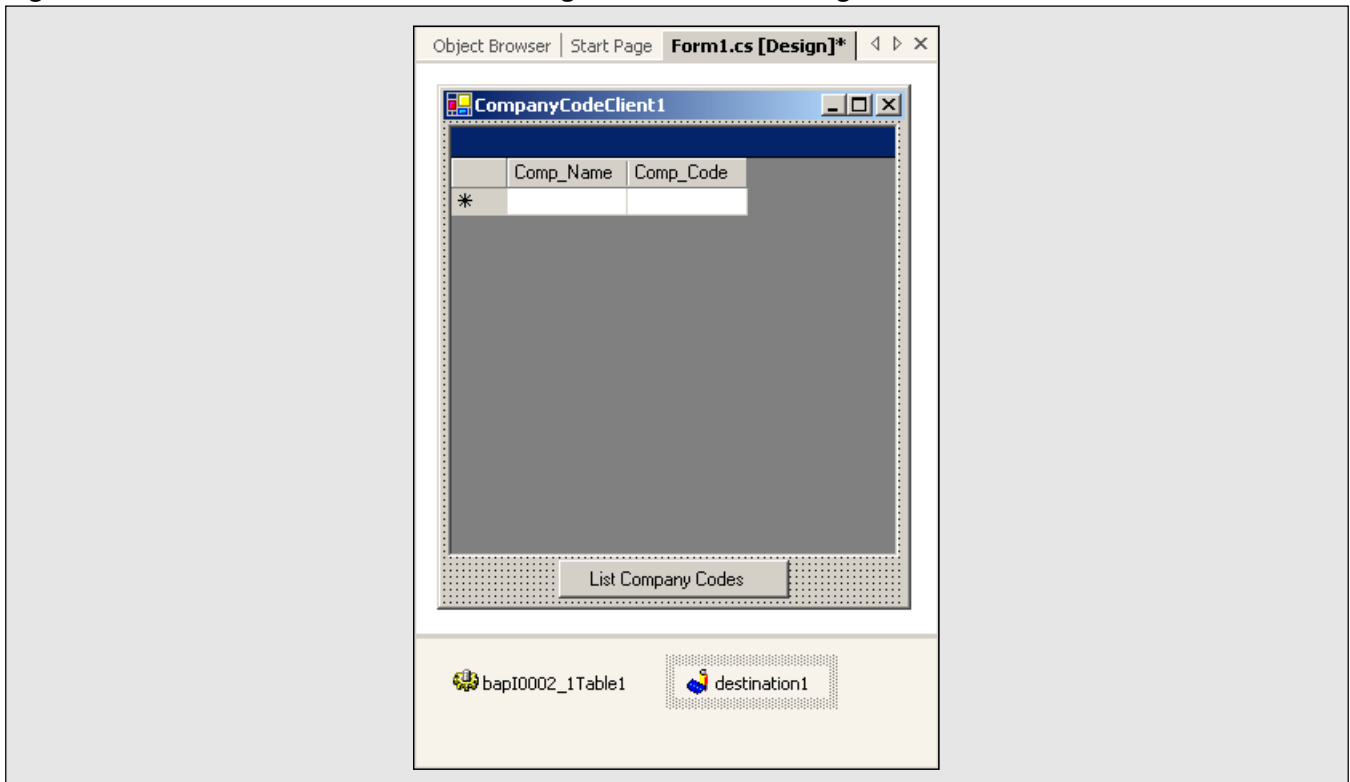 Object Browser Start Page Form1.cs [Design]*
CompanyCodeClient1
Comp_Name Comp_Code
*
List Company Codes
bapI0002_1Table1 destination1